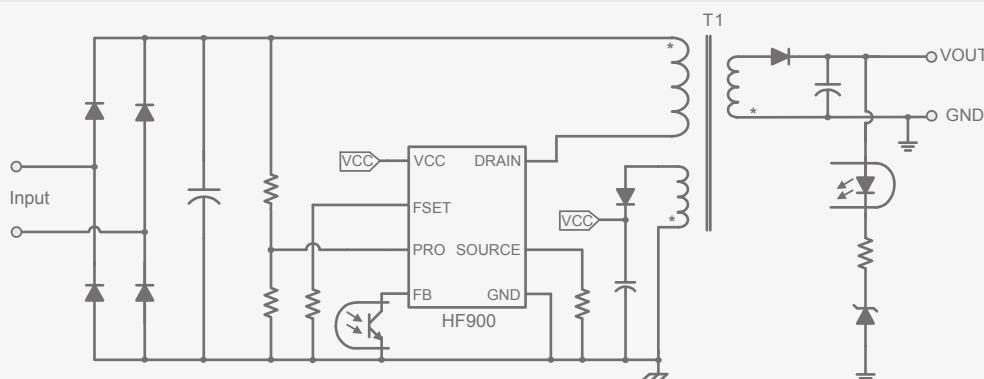 T1
*
VOUT
*
GND
VCC
VCC
DRAIN
Input
FSET
VCC
*
PRO
SOURCE
FB
GND
HF900